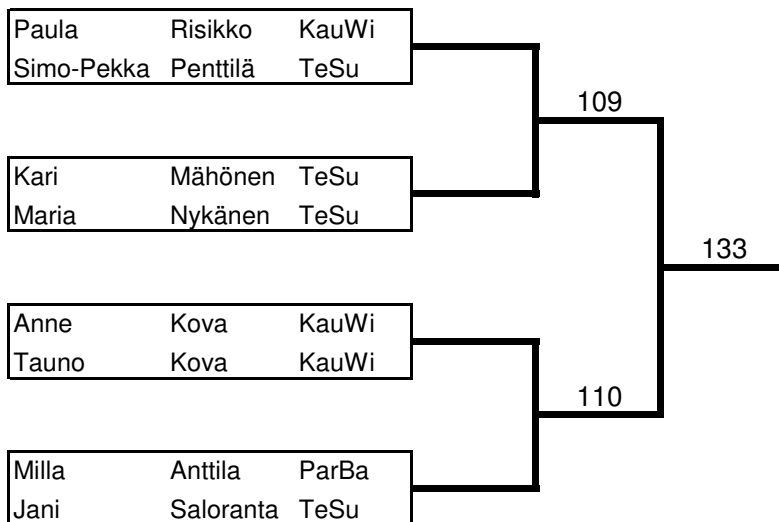 Paula Risikko KauWi
Simo-Pekka Penttilä TeSu
109
Kari Mähönen TeSu
Maria Nykänen TeSu
133
Anne Kova KauWi
Tauno Kova KauWi
110
Milla Anttila ParBa
Jani Saloranta TeSu